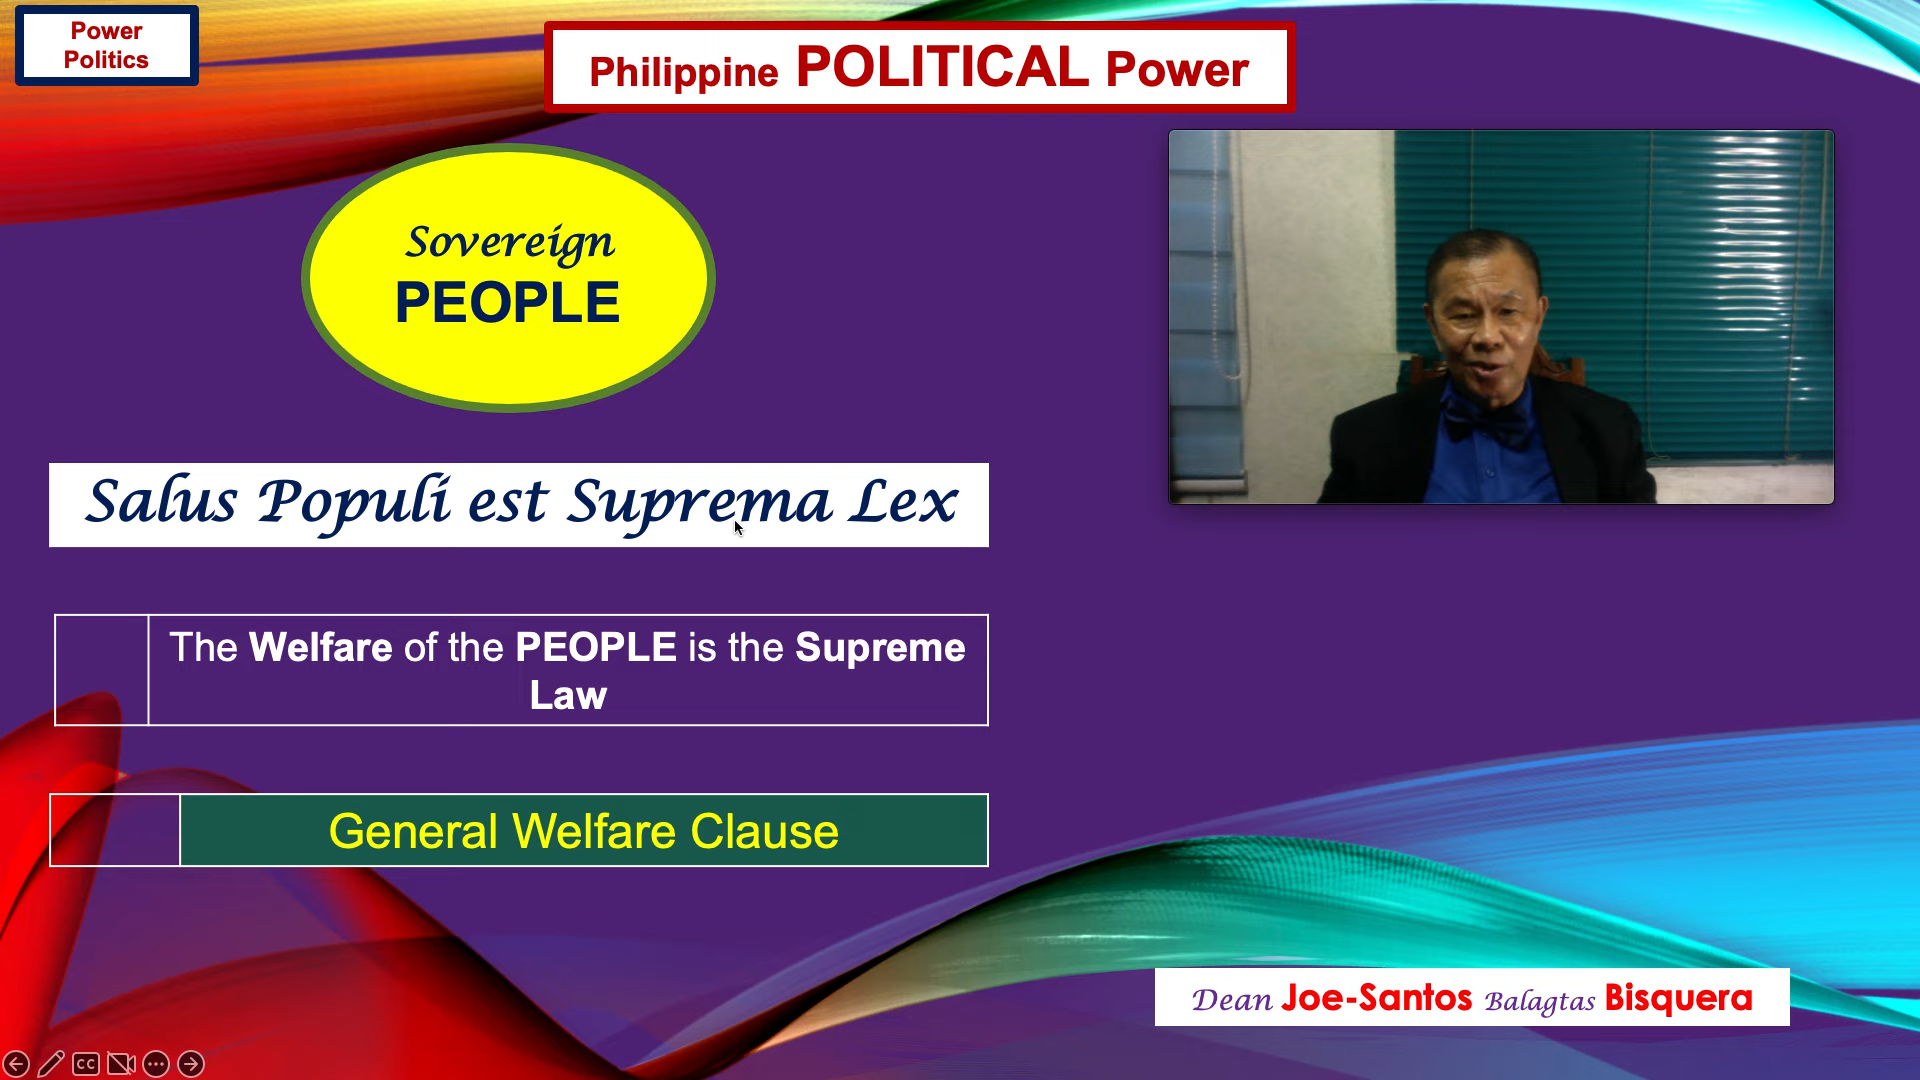 Power
Politics
Philippine POLITICAL Power
Sovereign
PEOPLE
Salus Populi est Suprema Lex
The Welfare of the PEOPLE is the Supreme
Law
General Welfare Clause
Dean Joe-Santos Balagtas Bisquera
CC